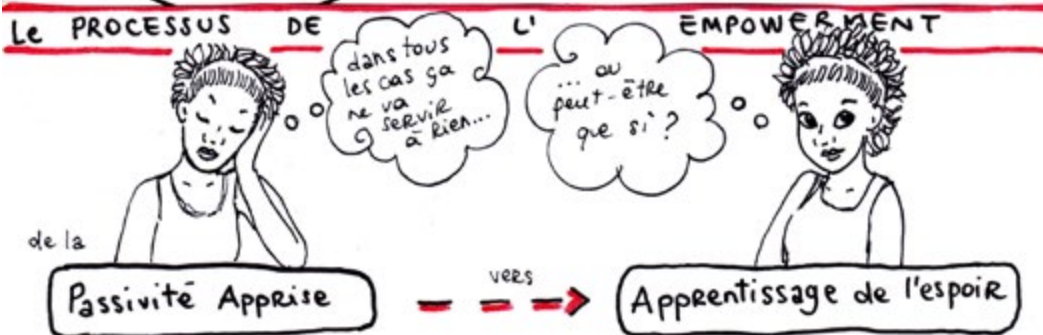 Le PROCESSUS DE L' EMPOWERMENT
dans tous
les cas ça
ne va
servir
à rien...
... ou
peut-être
que si ?
de la
Passivité Apprise
vers
Apprentissage de l'espoir